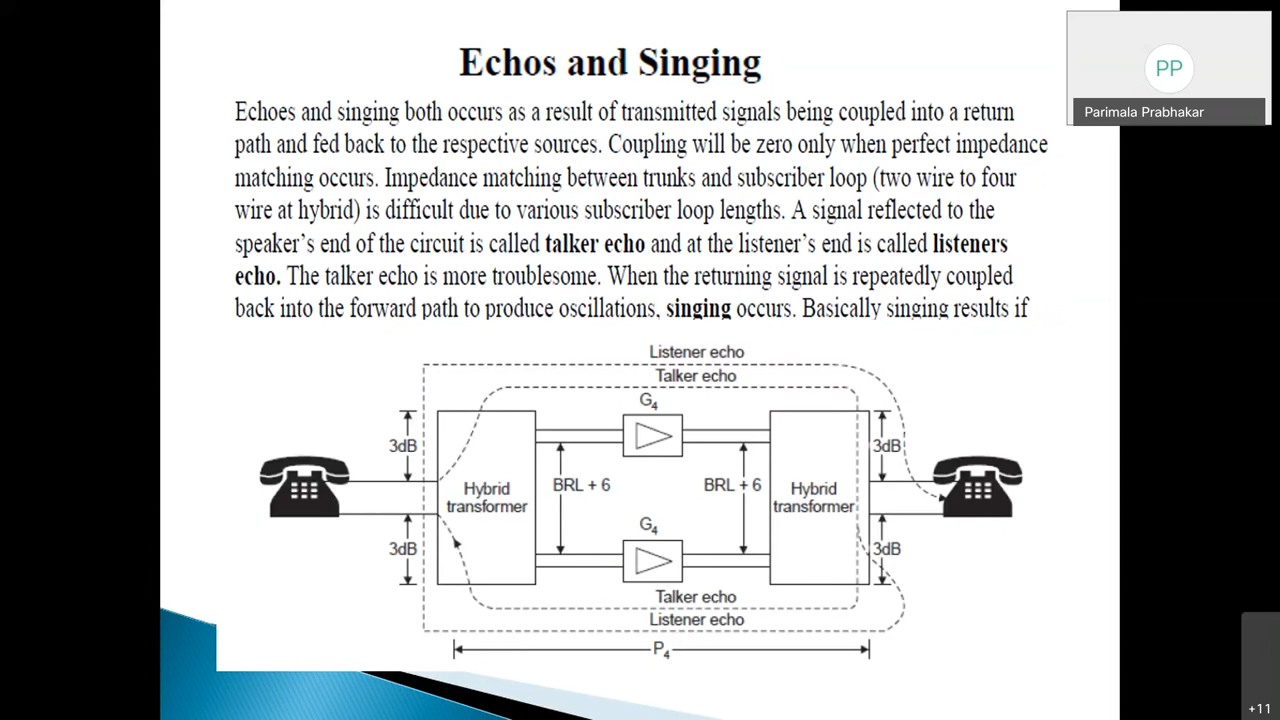 Echos and Singing
PP
Parimala Prabhakar
Echoes and singing both occurs as a result of transmitted signals being coupled into a return
path and fed back to the respective sources. Coupling will be zero only when perfect impedance
matching occurs. Impedance matching between trunks and subscriber loop (two wire to four
wire at hybrid) is difficult due to various subscriber loop lengths. A signal reflected to the
speaker's end of the circuit is called talker echo and at the listener's end is called listeners
echo. The talker echo is more troublesome. When the returning signal is repeatedly coupled
back into the forward path to produce oscillations, singing occurs. Basically singing results if
Listener echo
Talker echo
G4
3dB
3dB
Hybrid
transformer
BRL + 6
BRL + 6
Hybrid
transformer
G4
3dB
3dB
Talker echo
Listener echo
P4
+11